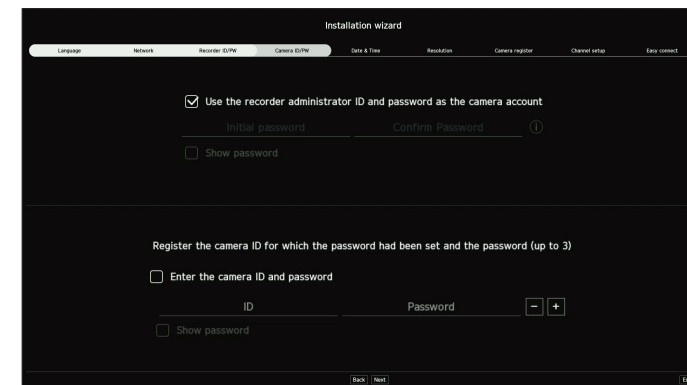 Installation wizard
Language Network Recorder ID/PW Camera ID/PW Date & Time Resolution Camera register Channel setup Easy connect
Use the recorder administrator ID and password as the camera account
Initial password Confirm Password
Show password
Register the camera ID for which the password had been set and the password (up to 3)
Enter the camera ID and password
ID Password
Show password
Back Next